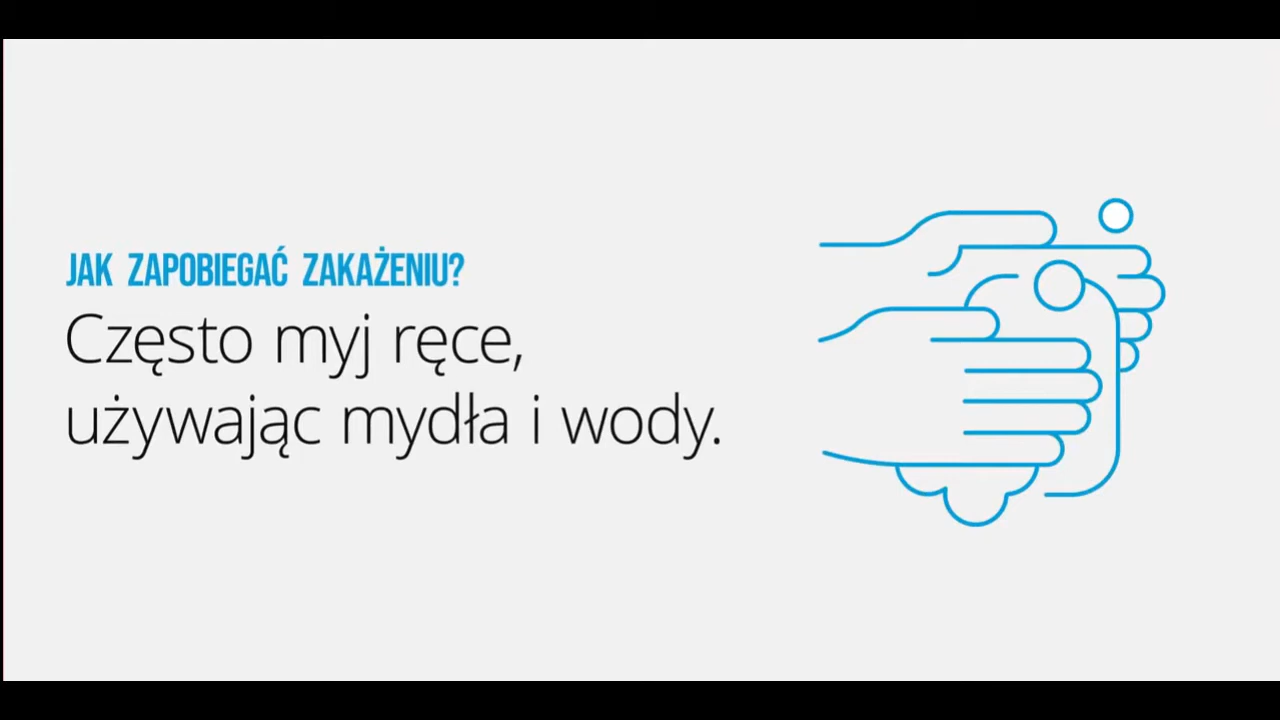 JAK ZAPOBIEGAĆ ZAKAŻENIU?
Często myj ręce,
używając mydła i wody.